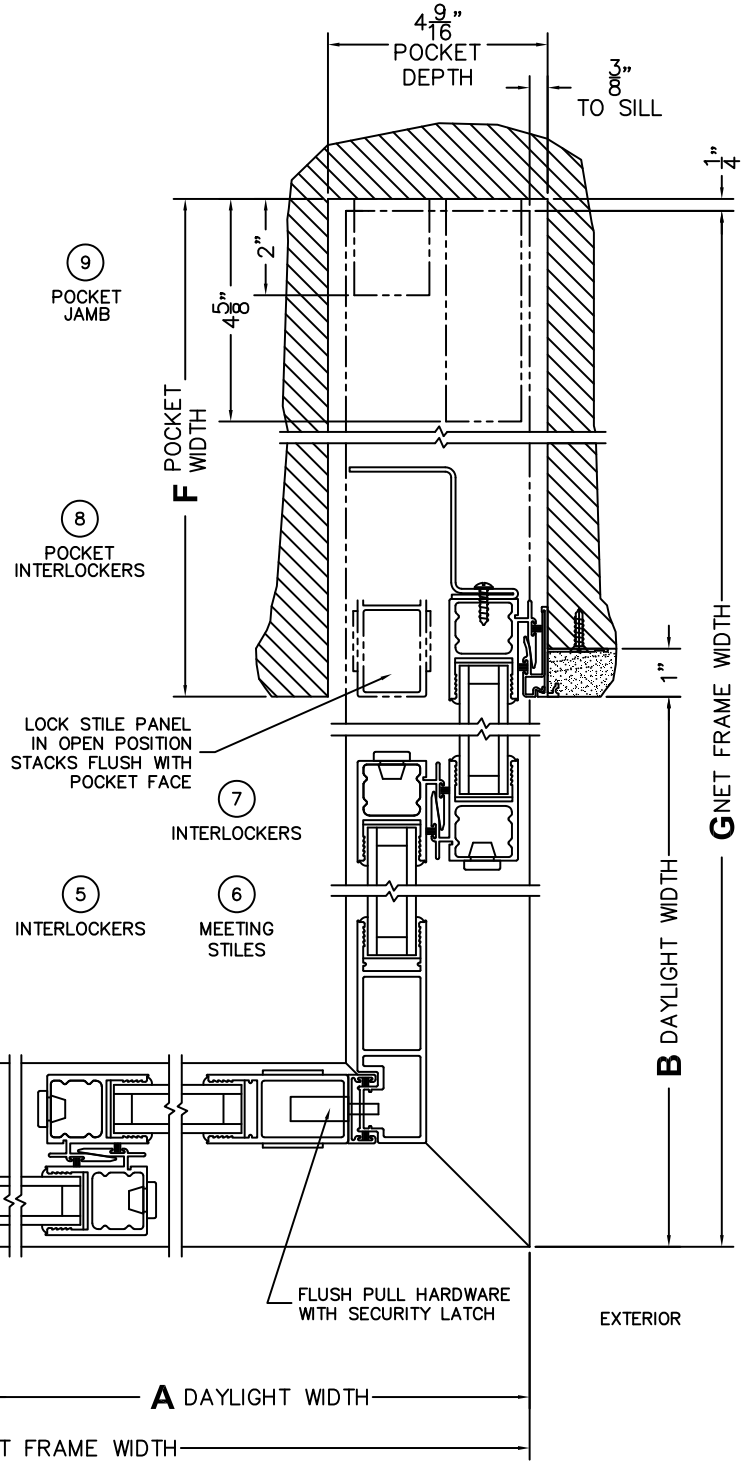 4 9/16"
POCKET
DEPTH
3/8"
TO SILL
1/4"
9
POCKET
JAMB
2"
4 5/8"
F POCKET
WIDTH
8
POCKET
INTERLOCKERS
1"
G NET FRAME WIDTH
LOCK STILE PANEL
IN OPEN POSITION
STACKS FLUSH WITH
POCKET FACE
7
INTERLOCKERS
5
INTERLOCKERS
6
MEETING
STILES
B DAYLIGHT WIDTH
FLUSH PULL HARDWARE
WITH SECURITY LATCH
EXTERIOR
A DAYLIGHT WIDTH
T FRAME WIDTH